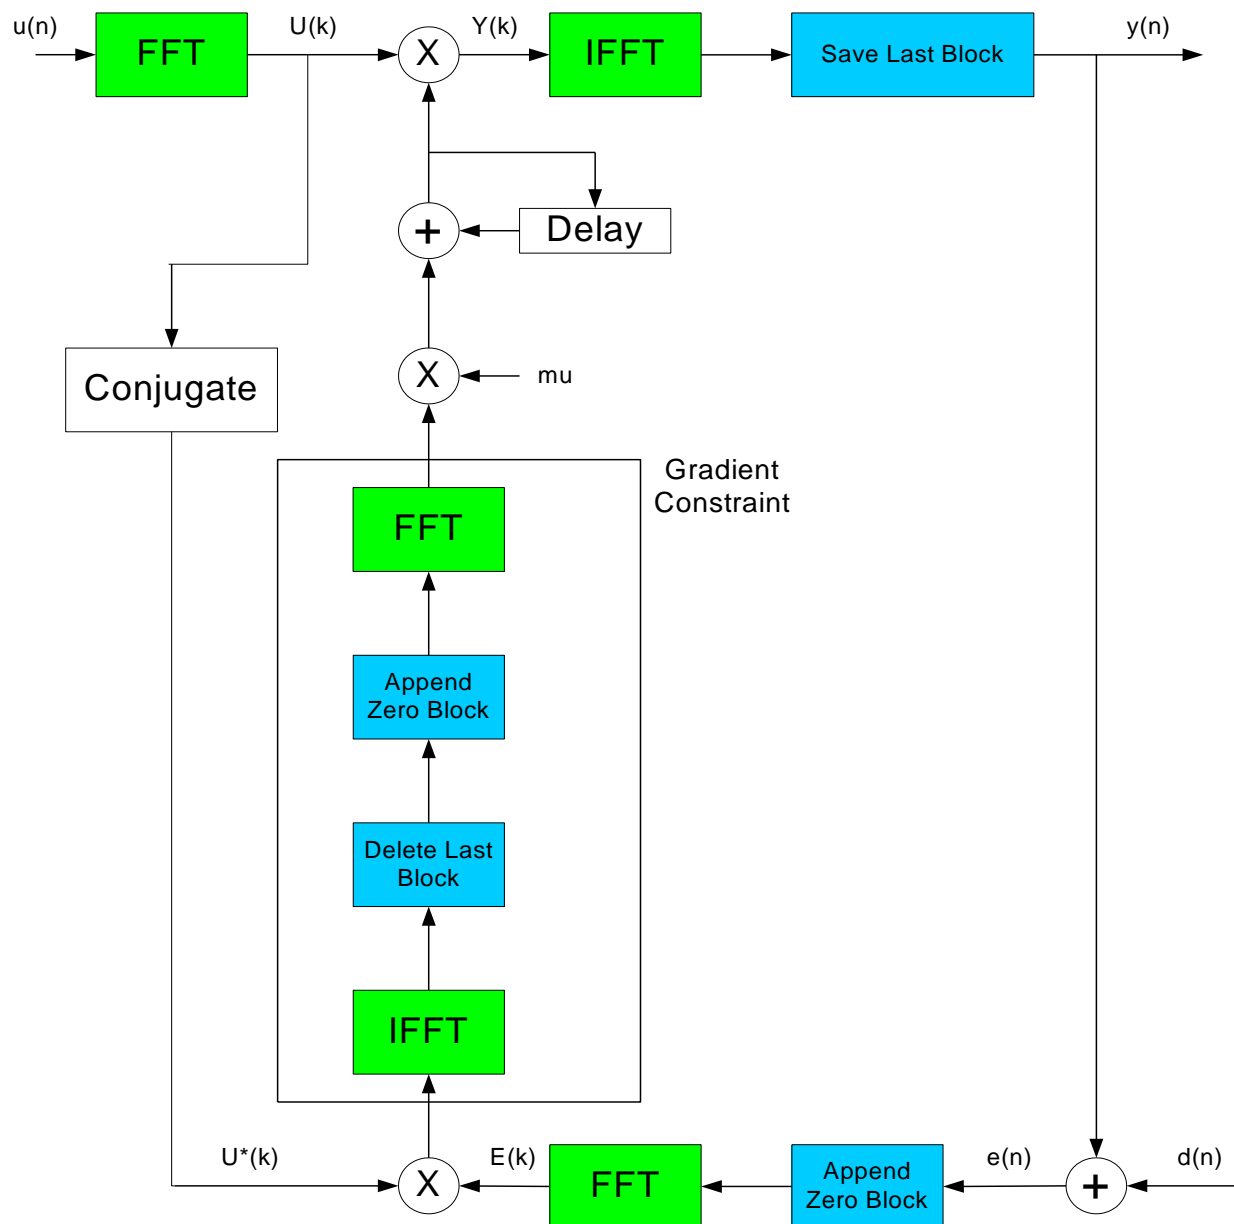 u(n)
FFT
U(k)
X
Y(k)
IFFT
Save Last Block
y(n)
+
Delay
Conjugate
X
mu
Gradient
Constraint
FFT
Append
Zero Block
Delete Last
Block
IFFT
U*(k)
X
E(k)
FFT
Append
Zero Block
e(n)
+
d(n)